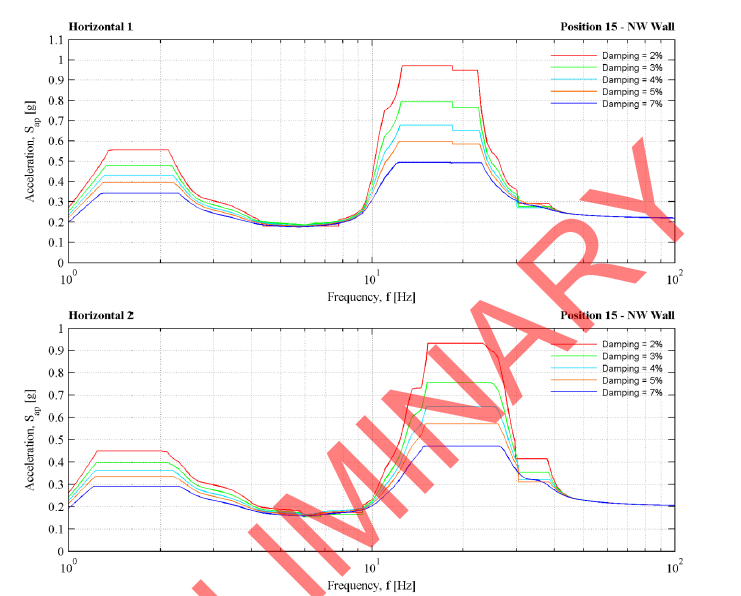 Horizontal 1 Position 15 - NW Wall
1.1
1
0.9
0.8
0.7
0.6
0.5
0.4
0.3
0.2
0.1
0
Acceleration, Sap [g]
Damping = 2%
Damping = 3%
Damping = 4%
Damping = 5%
Damping = 7%
10^0 10^1 10^2
Frequency, f [Hz]
Horizontal 2 Position 15 - NW Wall
1
0.9
0.8
0.7
0.6
0.5
0.4
0.3
0.2
0.1
0
Acceleration, Sap [g]
Damping = 2%
Damping = 3%
Damping = 4%
Damping = 5%
Damping = 7%
10^0 10^1 10^2
Frequency, f [Hz]
LIMINARY